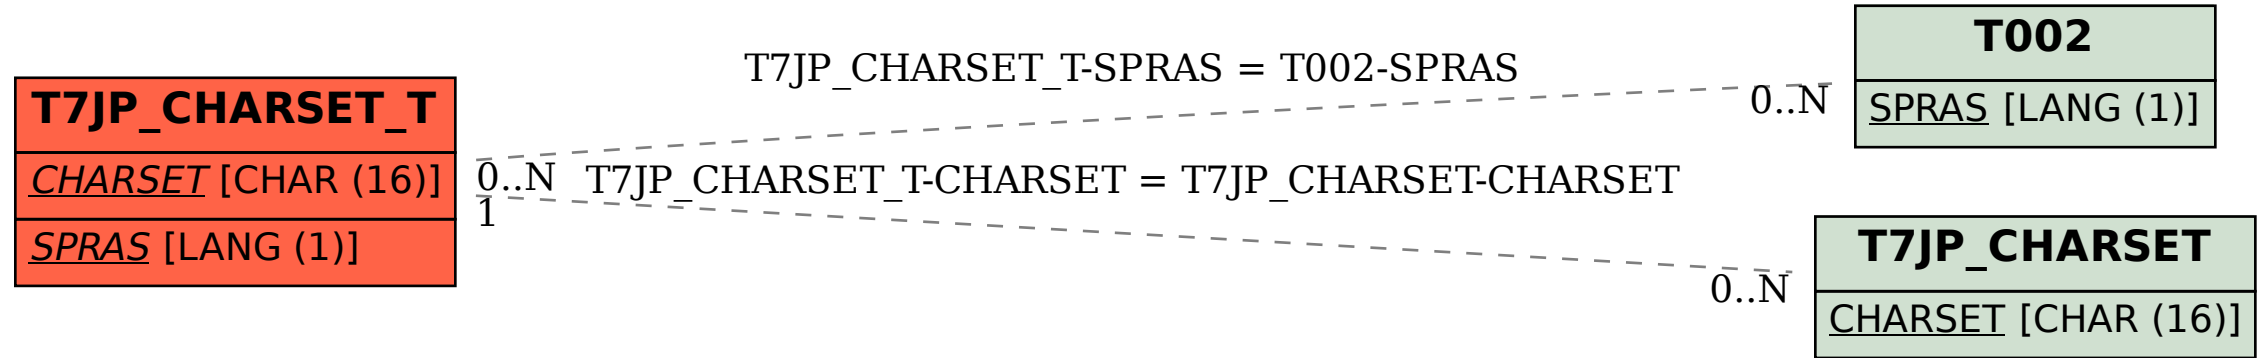 T7JP_CHARSET_T
CHARSET [CHAR (16)]
SPRAS [LANG (1)]
T7JP_CHARSET_T-SPRAS = T002-SPRAS
0..N
0..N
T7JP_CHARSET_T-CHARSET = T7JP_CHARSET-CHARSET
1
0..N
T002
SPRAS [LANG (1)]
T7JP_CHARSET
CHARSET [CHAR (16)]